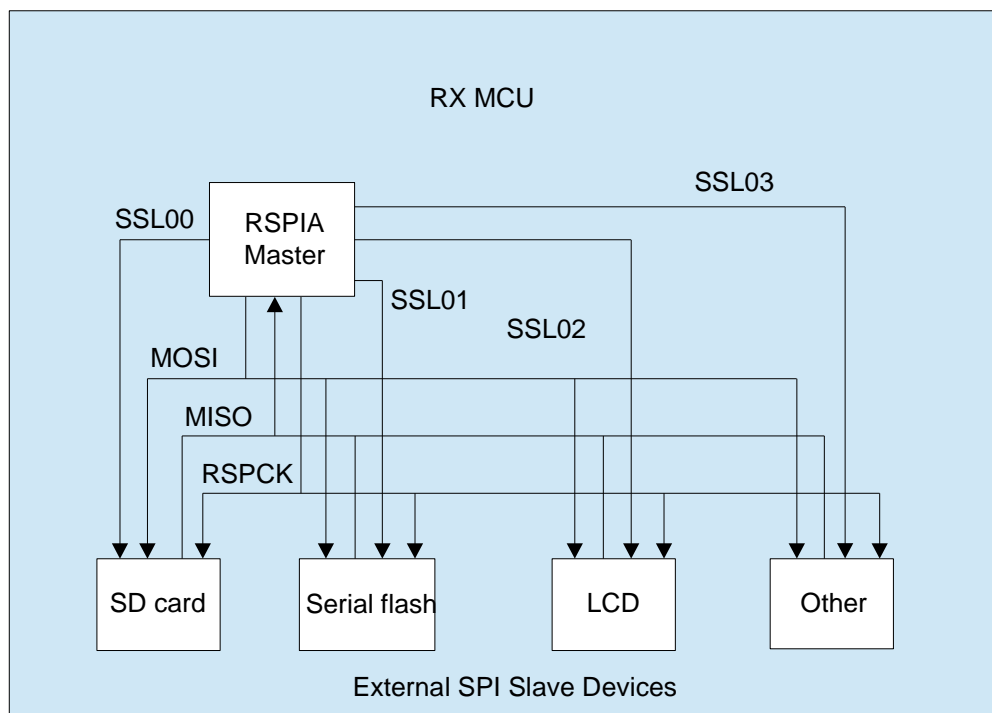 RX MCU
SSL03
SSL00
RSPIA
Master
SSL01
SSL02
MOSI
MISO
RSPCK
SD card
Serial flash
LCD
Other
External SPI Slave Devices